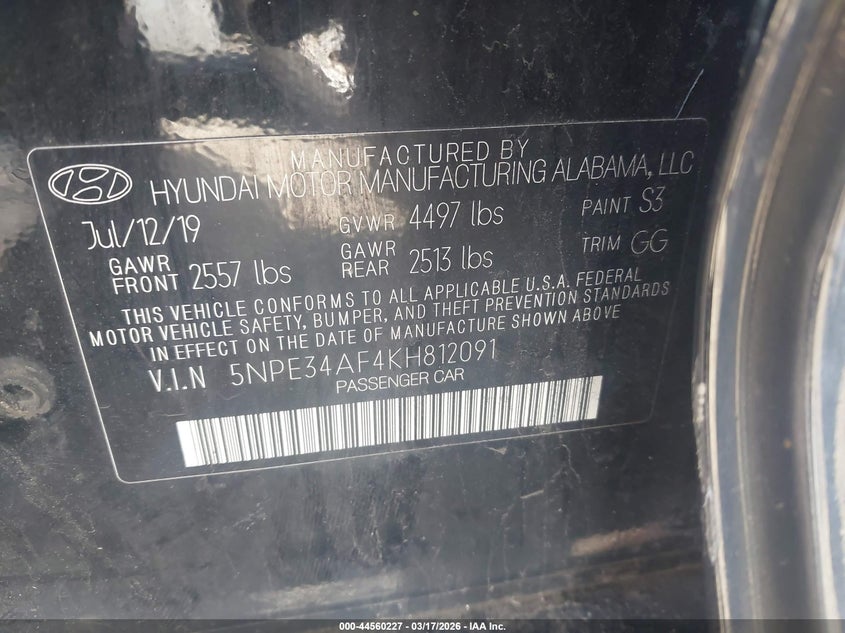 MANUFACTURED BY
HYUNDAI MOTOR MANUFACTURING ALABAMA, LLC
Jul/12/19 GVWR 4497 lbs PAINT S3
GAWR FRONT 2557 lbs GAWR REAR 2513 lbs TRIM GG
THIS VEHICLE CONFORMS TO ALL APPLICABLE U.S.A. FEDERAL
MOTOR VEHICLE SAFETY, BUMPER, AND THEFT PREVENTION STANDARDS
IN EFFECT ON THE DATE OF MANUFACTURE SHOWN ABOVE
V.I.N 5NPE34AF4KH812091
PASSENGER CAR
000-44560227 - 03/17/2026 - IAA Inc.